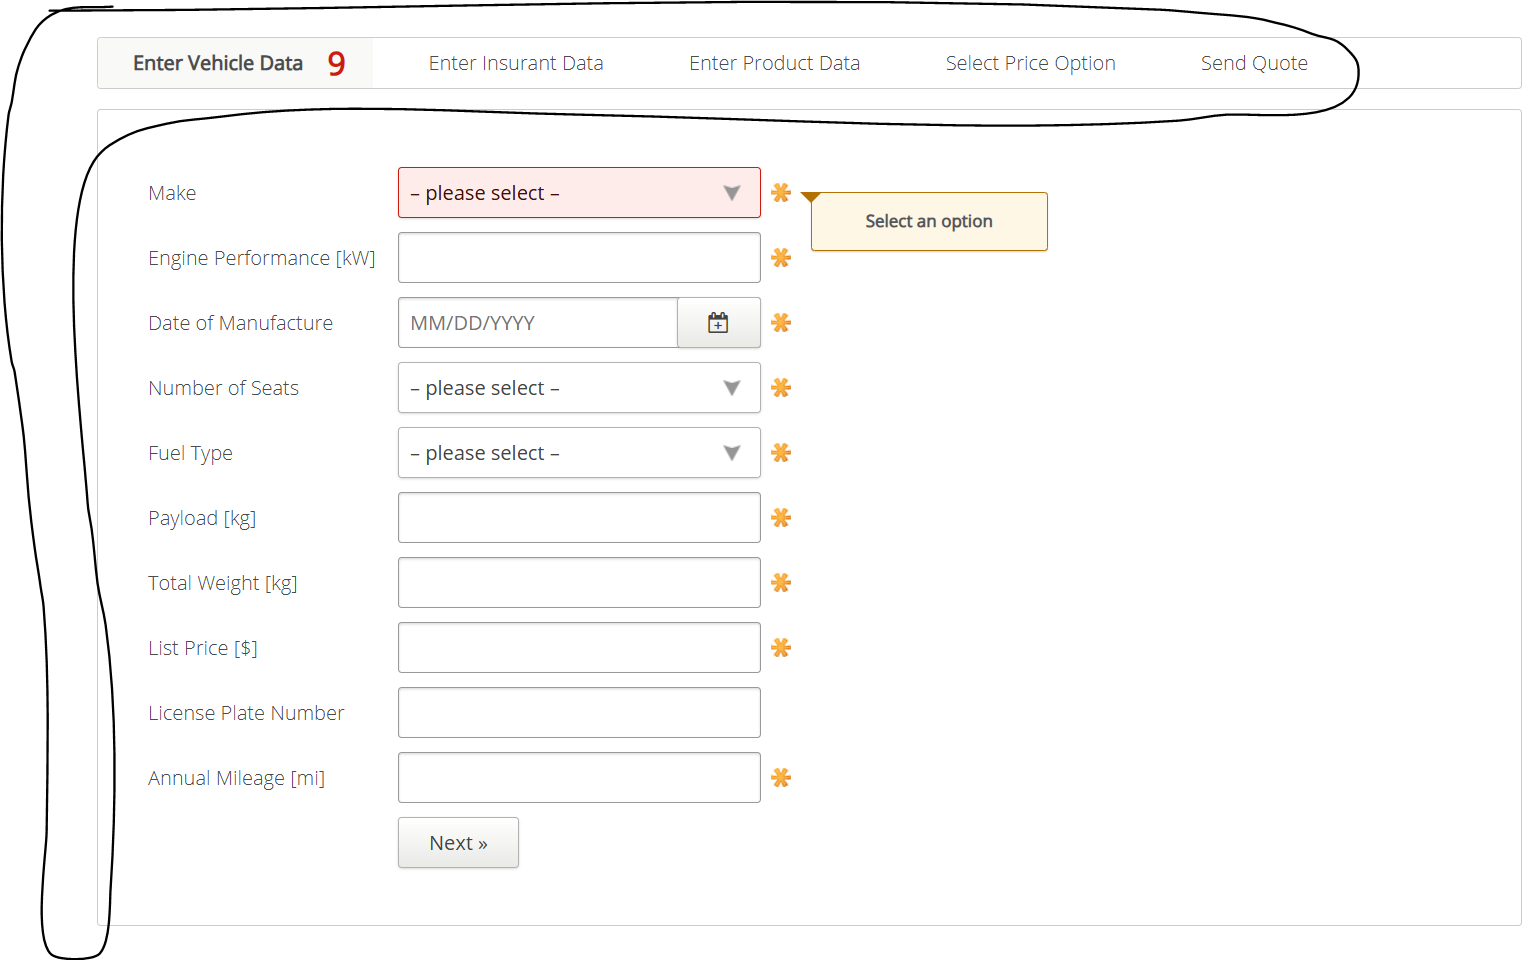 Enter Vehicle Data 9 Enter Insurant Data Enter Product Data Select Price Option Send Quote
Make – please select –
Select an option
Engine Performance [kW]
Date of Manufacture MM/DD/YYYY
Number of Seats – please select –
Fuel Type – please select –
Payload [kg]
Total Weight [kg]
List Price [$]
License Plate Number
Annual Mileage [mi]
Next »